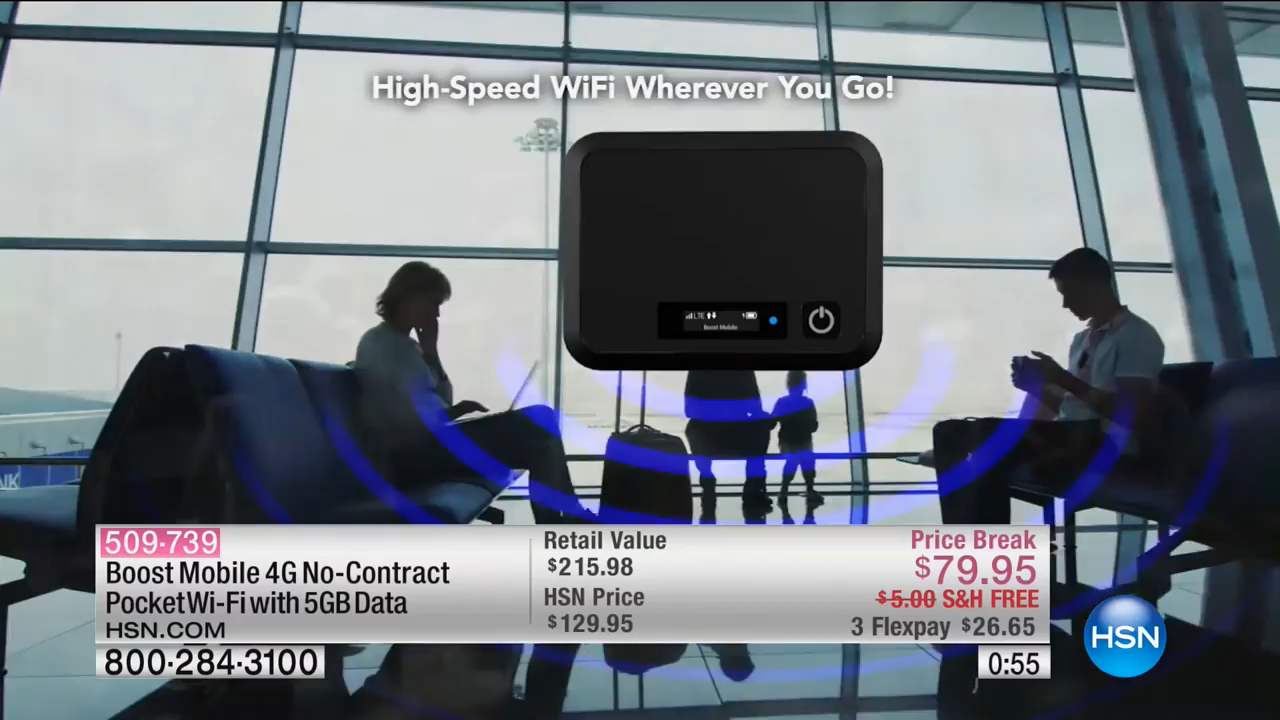 High-Speed WiFi Wherever You Go!
LTE
Boost Mobile
509-739
Boost Mobile 4G No-Contract
Pocket Wi-Fi with 5GB Data
HSN.COM
800-284-3100
Retail Value
$215.98
HSN Price
$129.95
Price Break
$79.95
$5.00 S&H FREE
3 Flexpay $26.65
0:55
HSN